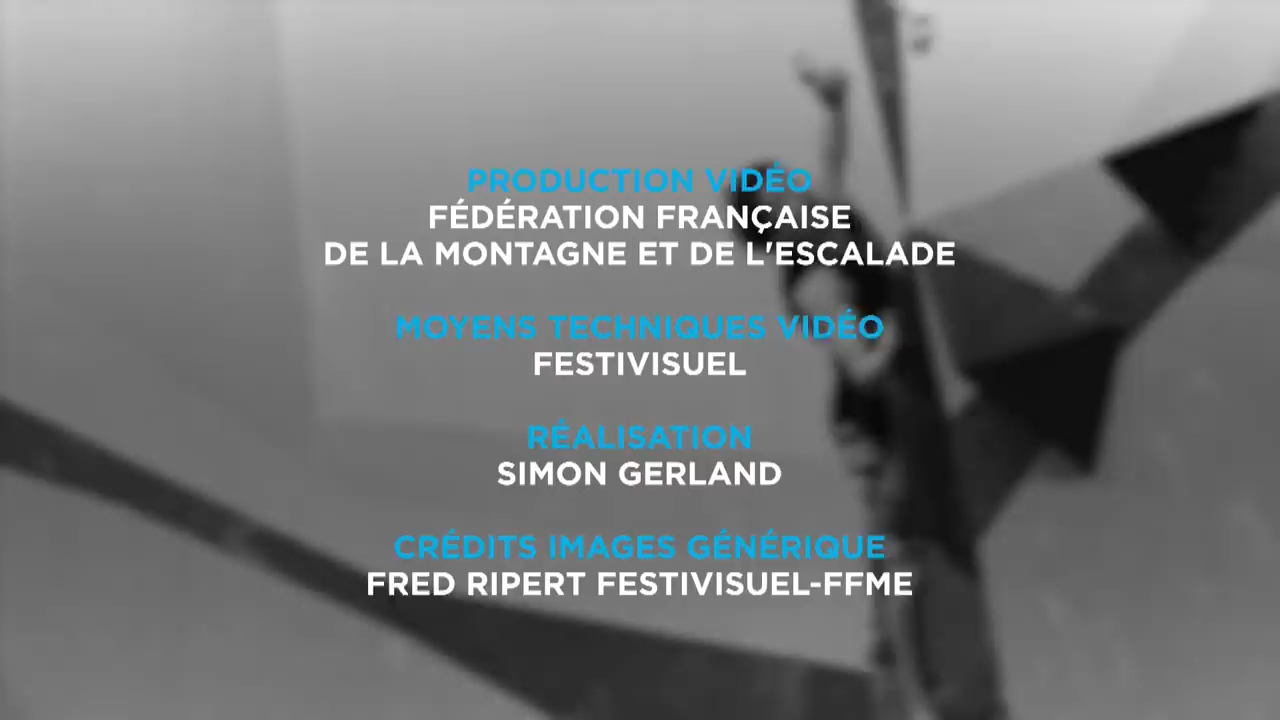 PRODUCTION VIDÉO
FÉDÉRATION FRANÇAISE
DE LA MONTAGNE ET DE L'ESCALADE
MOYENS TECHNIQUES VIDÉO
FESTIVISUEL
RÉALISATION
SIMON GERLAND
CRÉDITS IMAGES GÉNÉRIQUE
FRED RIPERT FESTIVISUEL-FFME